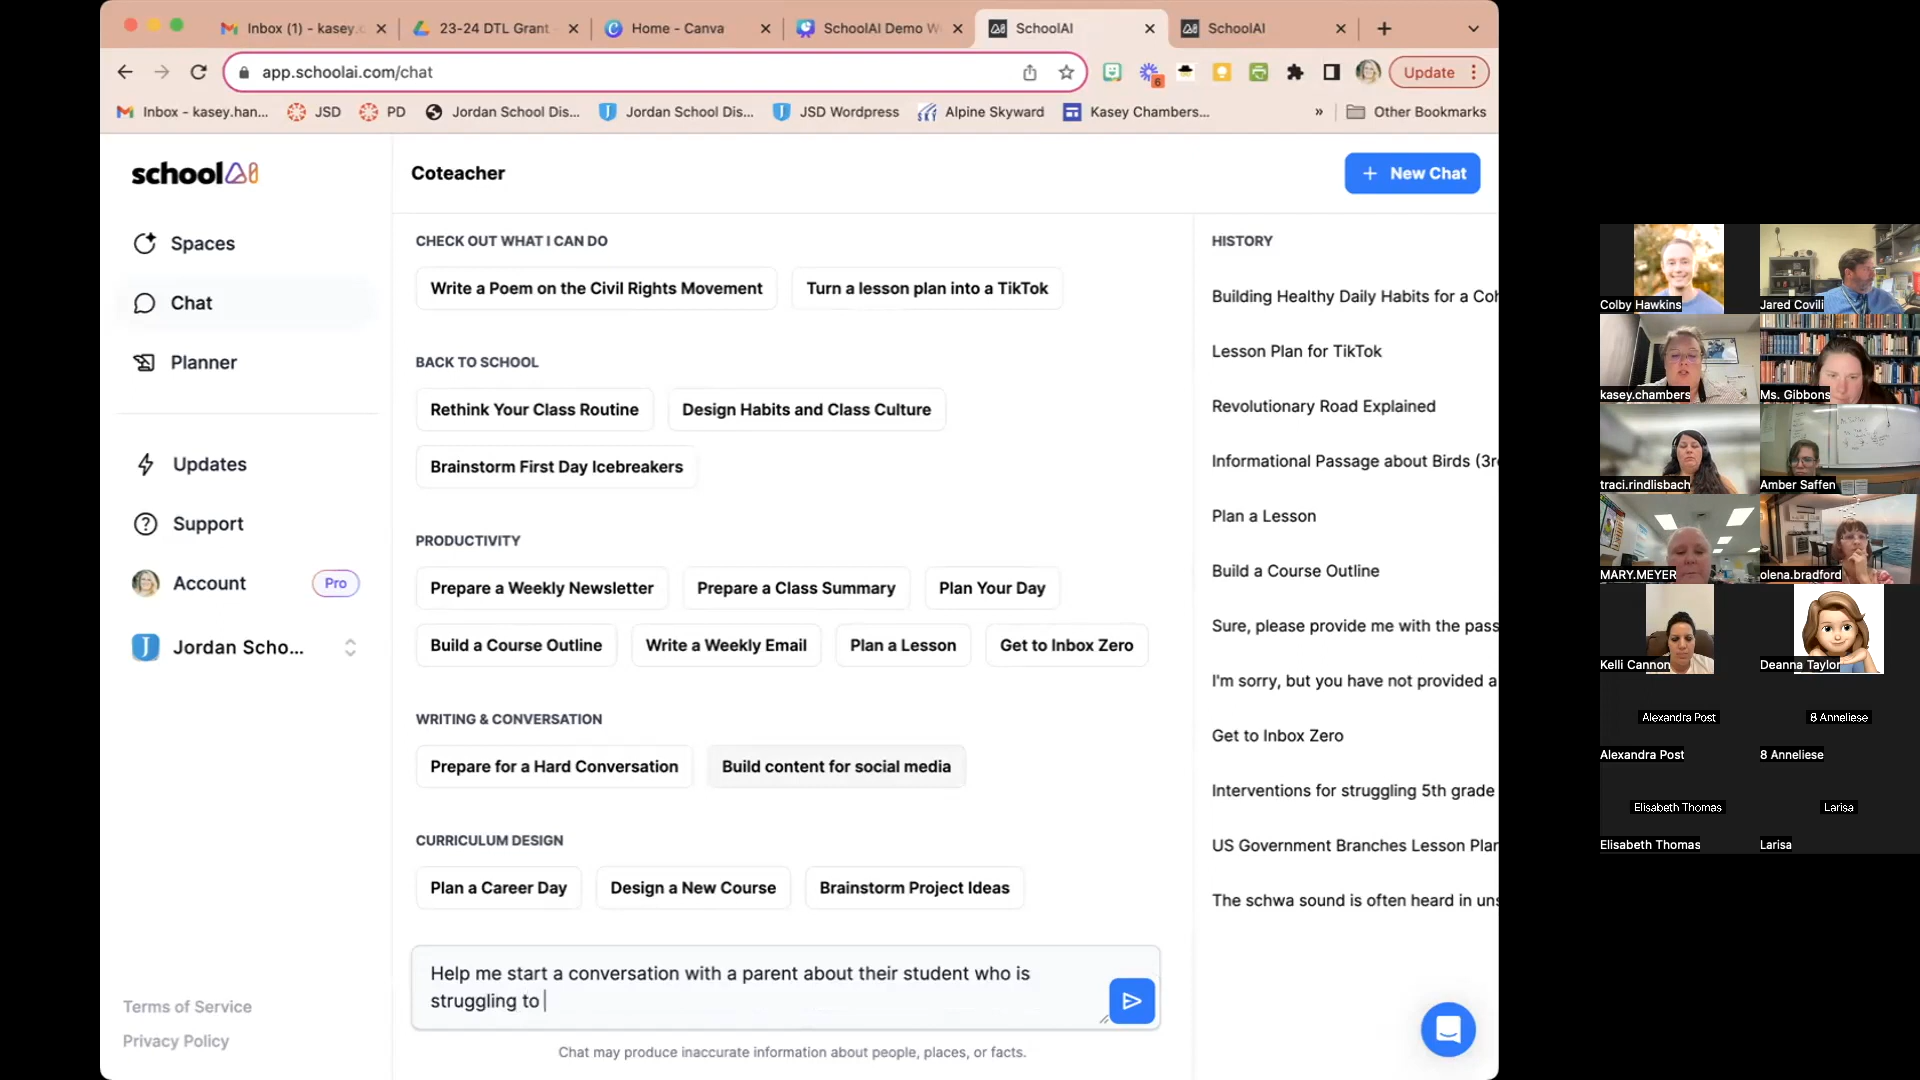 Inbox (1) - kasey.c
23-24 DTL Grant
Home - Canva
SchoolAI Demo W
SchoolAI
SchoolAI
app.schoolai.com/chat
6
Update
Inbox - kasey.han...
JSD
PD
Jordan School Dis...
Jordan School Dis...
JSD Wordpress
Alpine Skyward
Kasey Chambers...
»
Other Bookmarks
schoolAI
Spaces
Chat
Planner
Updates
Support
Account
Pro
J
Jordan Scho...
Terms of Service
Privacy Policy
Coteacher
+ New Chat
CHECK OUT WHAT I CAN DO
Write a Poem on the Civil Rights Movement
Turn a lesson plan into a TikTok
BACK TO SCHOOL
Rethink Your Class Routine
Design Habits and Class Culture
Brainstorm First Day Icebreakers
PRODUCTIVITY
Prepare a Weekly Newsletter
Prepare a Class Summary
Plan Your Day
Build a Course Outline
Write a Weekly Email
Plan a Lesson
Get to Inbox Zero
WRITING & CONVERSATION
Prepare for a Hard Conversation
Build content for social media
CURRICULUM DESIGN
Plan a Career Day
Design a New Course
Brainstorm Project Ideas
Help me start a conversation with a parent about their student who is
struggling to
Chat may produce inaccurate information about people, places, or facts.
HISTORY
Building Healthy Daily Habits for a Coh
Lesson Plan for TikTok
Revolutionary Road Explained
Informational Passage about Birds (3r
Plan a Lesson
Build a Course Outline
Sure, please provide me with the pass
I'm sorry, but you have not provided a
Get to Inbox Zero
Interventions for struggling 5th grade
US Government Branches Lesson Plan
The schwa sound is often heard in uns
Colby Hawkins
Jared Covili
kasey.chambers
Ms. Gibbons
traci.rindlisbach
Amber Saffen
MARY.MEYER
olena.bradford
Kelli Cannon
Deanna Taylor
Alexandra Post
8 Anneliese
Alexandra Post
8 Anneliese
Elisabeth Thomas
Larisa
Elisabeth Thomas
Larisa